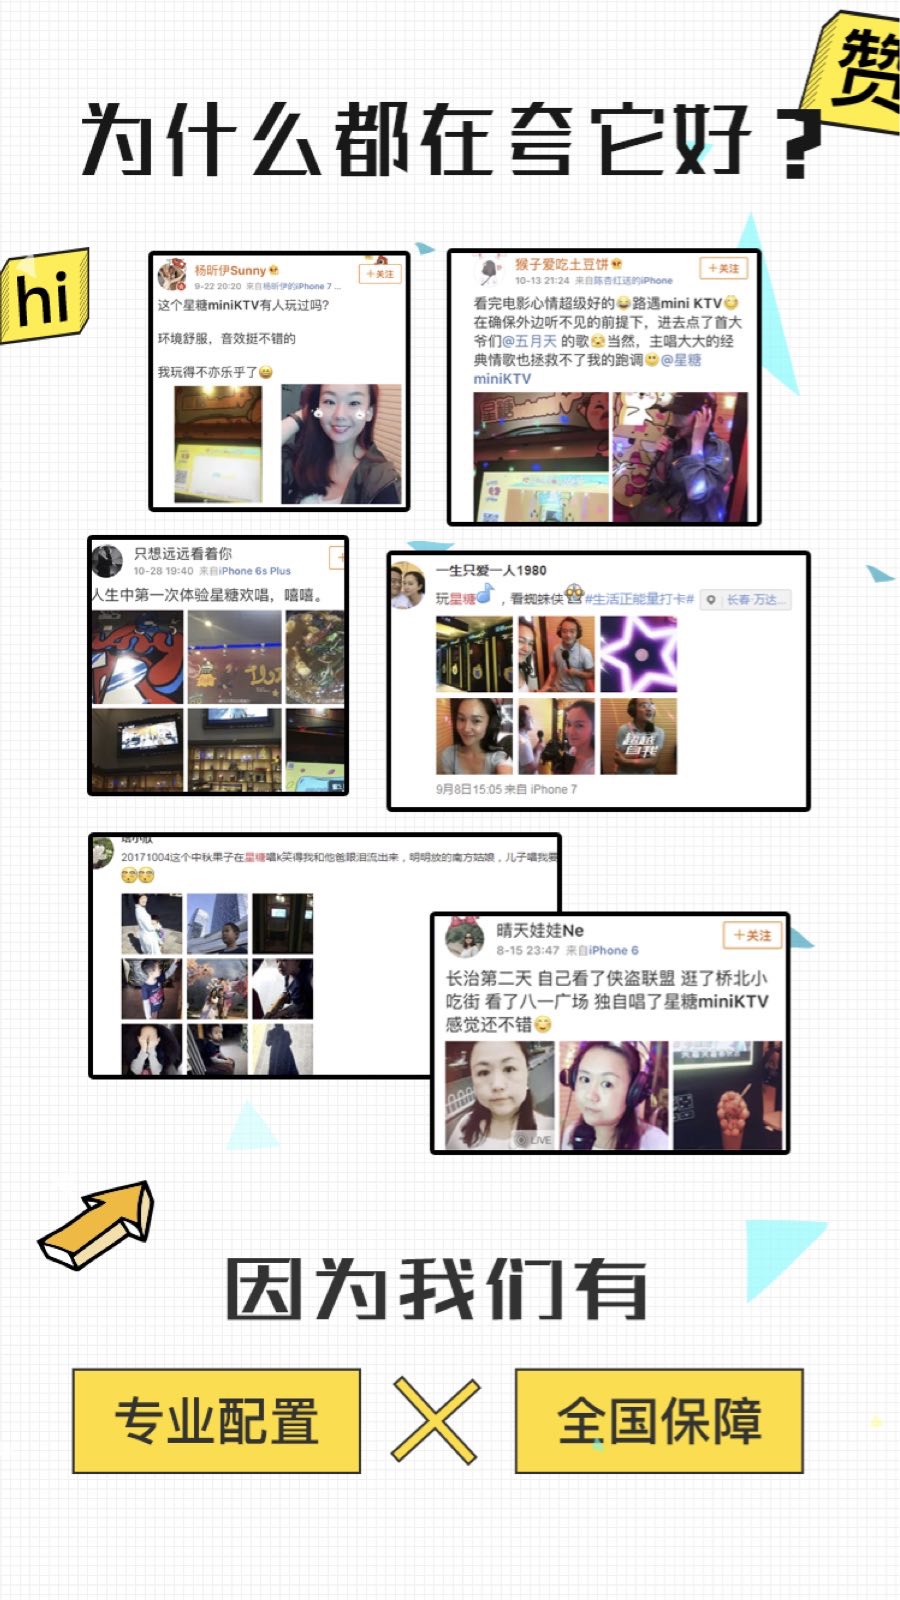 赞
为什么都在夸它好？
hi
杨昕伊Sunny
9-22 20:20 来自杨昕伊的iPhone 7 ...
+关注
这个星糖miniKTV有人玩过吗?
环境舒服，音效挺不错的
我玩得不亦乐乎了
猴子爱吃土豆饼
10-13 21:24 来自陈杏红送的iPhone
+关注
看完电影心情超级好的路遇mini KTV
在确保外边听不见的前提下，进去点了首大
爷们@五月天 的歌当然，主唱大大的经
典情歌也拯救不了我的跑调@星糖
miniKTV
星糖
只想远远看着你
10-28 19:40 来自iPhone 6s Plus
人生中第一次体验星糖欢唱，嘻嘻。
一生只爱一人1980
玩星糖，看蜘蛛侠 #生活正能量打卡# 长春·万达...
超越
自我
9月8日15:05 来自 iPhone 7
20171004这个中秋果子在星糖唱k笑得我和他爸眼泪流出来，明明放的南方姑娘，儿子唱我要
晴天娃娃Ne
8-15 23:47 来自iPhone 6
+关注
长治第二天 自己看了侠盗联盟 逛了桥北小
吃街 看了八一广场 独自唱了星糖miniKTV
感觉还不错
LIVE
因为我们有
专业配置
全国保障